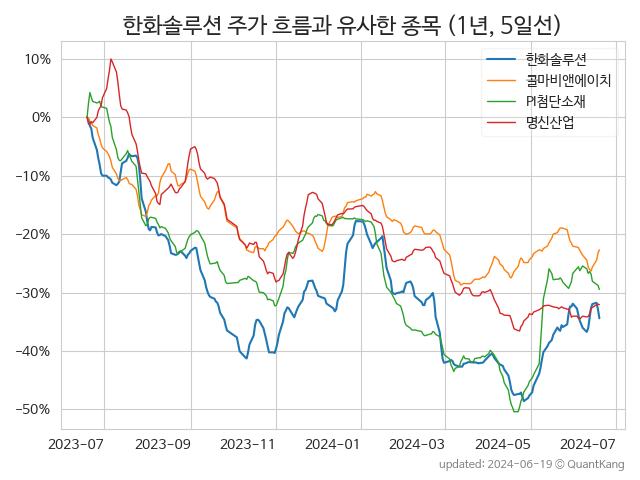 한화솔루션 주가 흐름과 유사한 종목 (1년, 5일선)
한화솔루션
콜마비앤에이치
PI첨단소재
명신산업
10%
0%
−10%
−20%
−30%
−40%
−50%
2023-07 2023-09 2023-11 2024-01 2024-03 2024-05 2024-07
updated: 2024-06-19 © QuantKang